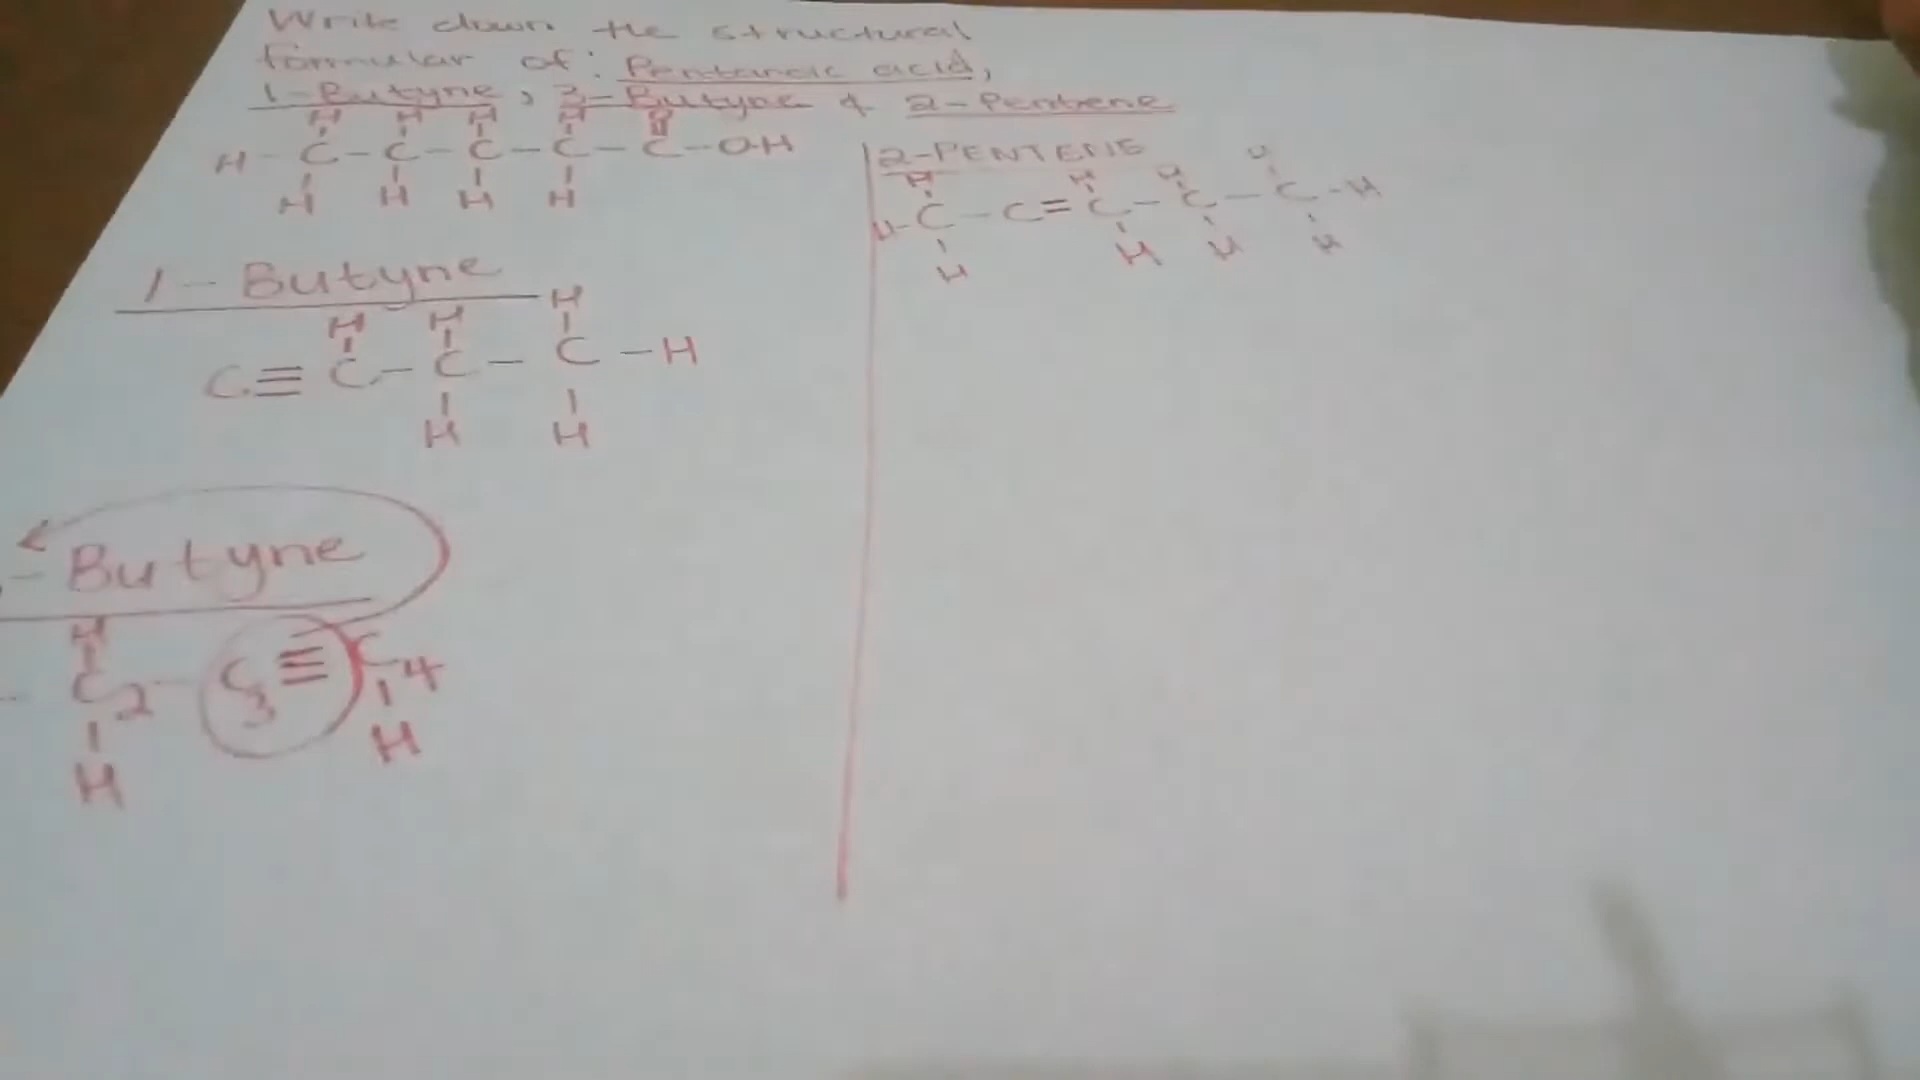 Write down the structural
formular of: Pentanoic acid,
1-Butyne, 3-Butyne & 2-Pentene
H H H H O
H-C-C-C-C-C-OH
H H H H
1-Butyne
H H H
C≡C-C-C-H
H H
-Butyne
H
-C2-C3≡C4
H H
2-PENTENE
H H H H
H-C-C=C-C-C-H
H H H H